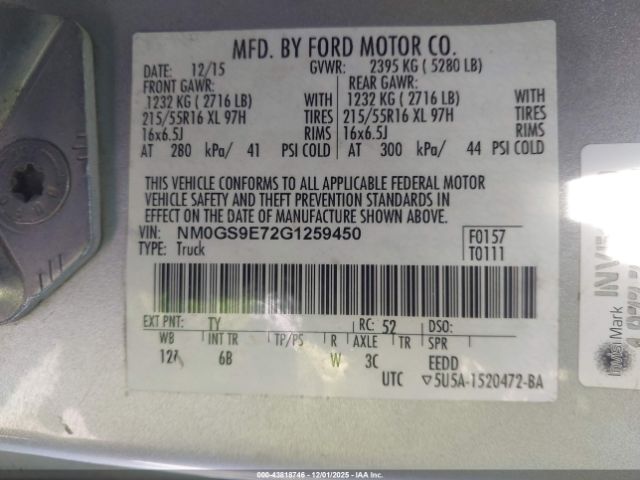 MFD. BY FORD MOTOR CO.
DATE: 12/15 GVWR: 2395 KG ( 5280 LB)
FRONT GAWR: REAR GAWR:
1232 KG ( 2716 LB) WITH 1232 KG ( 2716 LB) WITH
215/55R16 XL 97H TIRES 215/55R16 XL 97H TIRES
16x6.5J RIMS 16x6.5J RIMS
AT 280 kPa/ 41 PSI COLD AT 300 kPa/ 44 PSI COLD
THIS VEHICLE CONFORMS TO ALL APPLICABLE FEDERAL MOTOR
VEHICLE SAFETY AND THEFT PREVENTION STANDARDS IN
EFFECT ON THE DATE OF MANUFACTURE SHOWN ABOVE.
VIN: NM0GS9E72G1259450 F0157
TYPE: Truck T0111
EXT PNT: TY RC: 52 DSO:
WB INT TR TP/PS R AXLE TR SPR
121 6B W 3C EEDD
UTC ▽5U5A-1520472-BA
InvisiMark
000-43818746 - 12/01/2025 - COPYRIGHT IAA